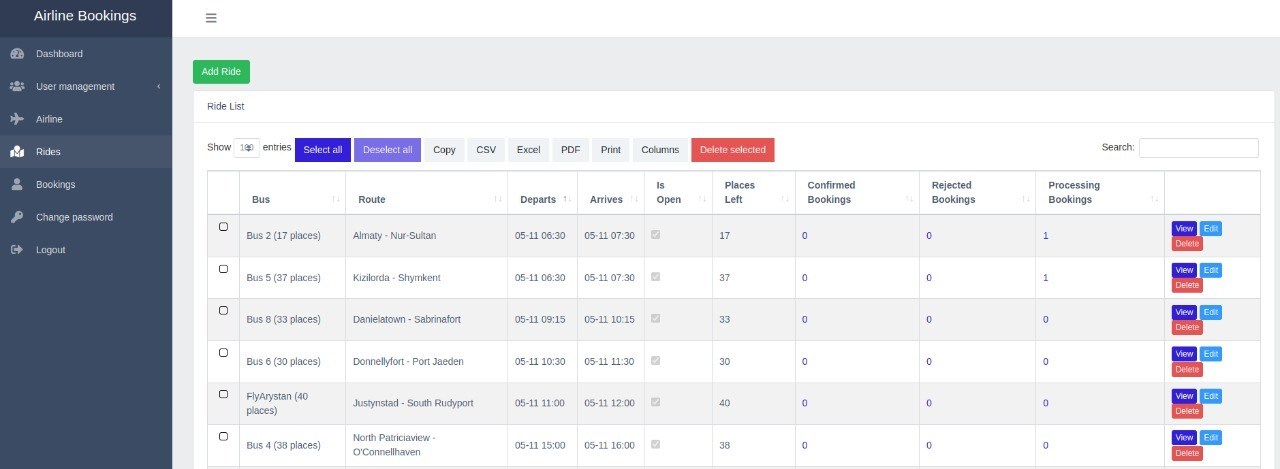 Airline Bookings
Dashboard
User management
Airline
Rides
Bookings
Change password
Logout
Add Ride
Ride List
Show 100 entries Select all Deselect all Copy CSV Excel PDF Print Columns Delete selected Search:
Bus Route Departs Arrives Is Open Places Left Confirmed Bookings Rejected Bookings Processing Bookings
Bus 2 (17 places) Almaty - Nur-Sultan 05-11 06:30 05-11 07:30 17 0 0 1 View Edit Delete
Bus 5 (37 places) Kizilorda - Shymkent 05-11 06:30 05-11 07:30 37 0 0 1 View Edit Delete
Bus 8 (33 places) Danielatown - Sabrinafort 05-11 09:15 05-11 10:15 33 0 0 0 View Edit Delete
Bus 6 (30 places) Donnellyfort - Port Jaeden 05-11 10:30 05-11 11:30 30 0 0 0 View Edit Delete
FlyArystan (40 places) Justynstad - South Rudyport 05-11 11:00 05-11 12:00 40 0 0 0 View Edit Delete
Bus 4 (38 places) North Patriciaview - O'Connellhaven 05-11 15:00 05-11 16:00 38 0 0 0 View Edit Delete